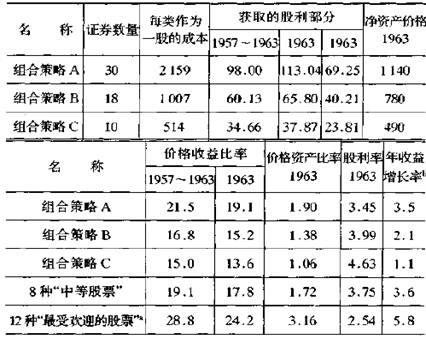 名 称 证券数量 每类作为一股的成本 获取的股利部分 净资产价格 1963
1957~1963 1963 1963
组合策略 A 30 2159 98.00 113.04 69.25 1140
组合策略 B 18 1007 60.13 65.80 40.21 780
组合策略 C 10 514 34.66 37.87 23.81 490
名 称 价格收益比率 价格资产比率 1963 股利率 1963 年收益增长率
1957~1963 1963
组合策略 A 21.5 19.1 1.90 3.45 3.5
组合策略 B 16.8 15.2 1.38 3.99 2.1
组合策略 C 15.0 13.6 1.06 4.63 1.1
8 种“中等股票” 19.1 17.8 1.72 3.75 3.6
12 种“最受欢迎的股票”a 28.8 24.2 3.16 2.54 5.8